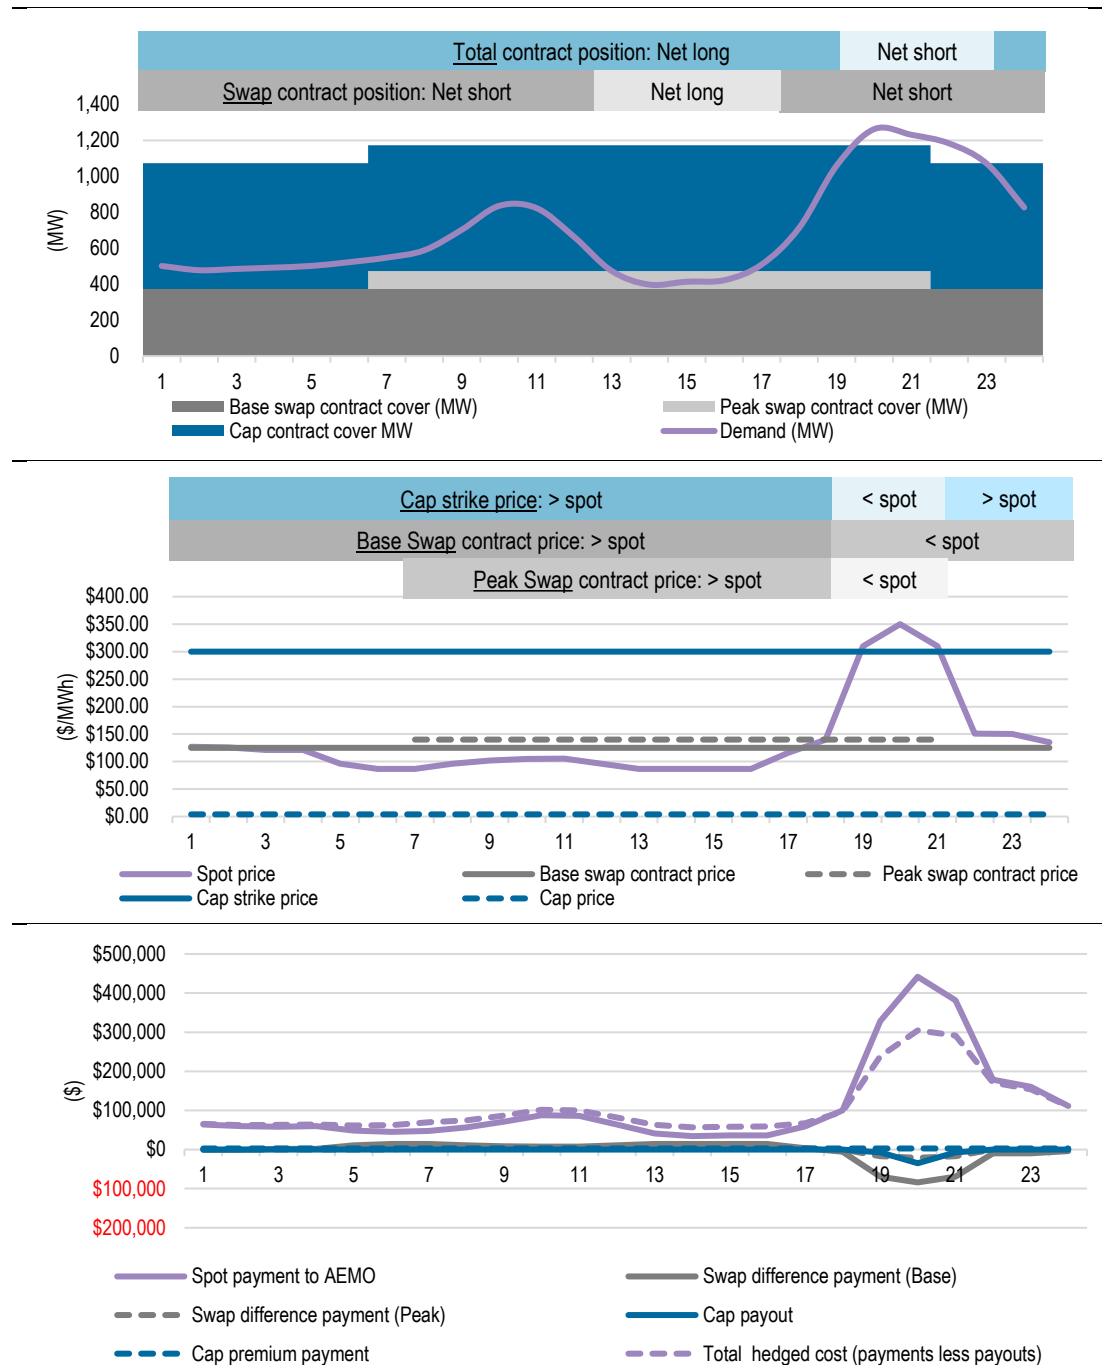 Total contract position: Net long Net short
Swap contract position: Net short Net long Net short
1,400
1,200
1,000
800
600
400
200
0
(MW)
1 3 5 7 9 11 13 15 17 19 21 23
Base swap contract cover (MW) Peak swap contract cover (MW)
Cap contract cover MW Demand (MW)
Cap strike price: > spot < spot > spot
Base Swap contract price: > spot < spot
Peak Swap contract price: > spot < spot
$400.00
$350.00
$300.00
$250.00
$200.00
$150.00
$100.00
$50.00
$0.00
($/MWh)
1 3 5 7 9 11 13 15 17 19 21 23
Spot price Base swap contract price Peak swap contract price
Cap strike price Cap price
$500,000
$400,000
$300,000
$200,000
$100,000
$0
$100,000
$200,000
($)
1 3 5 7 9 11 13 15 17 19 21 23
Spot payment to AEMO Swap difference payment (Base)
Swap difference payment (Peak) Cap payout
Cap premium payment Total hedged cost (payments less payouts)